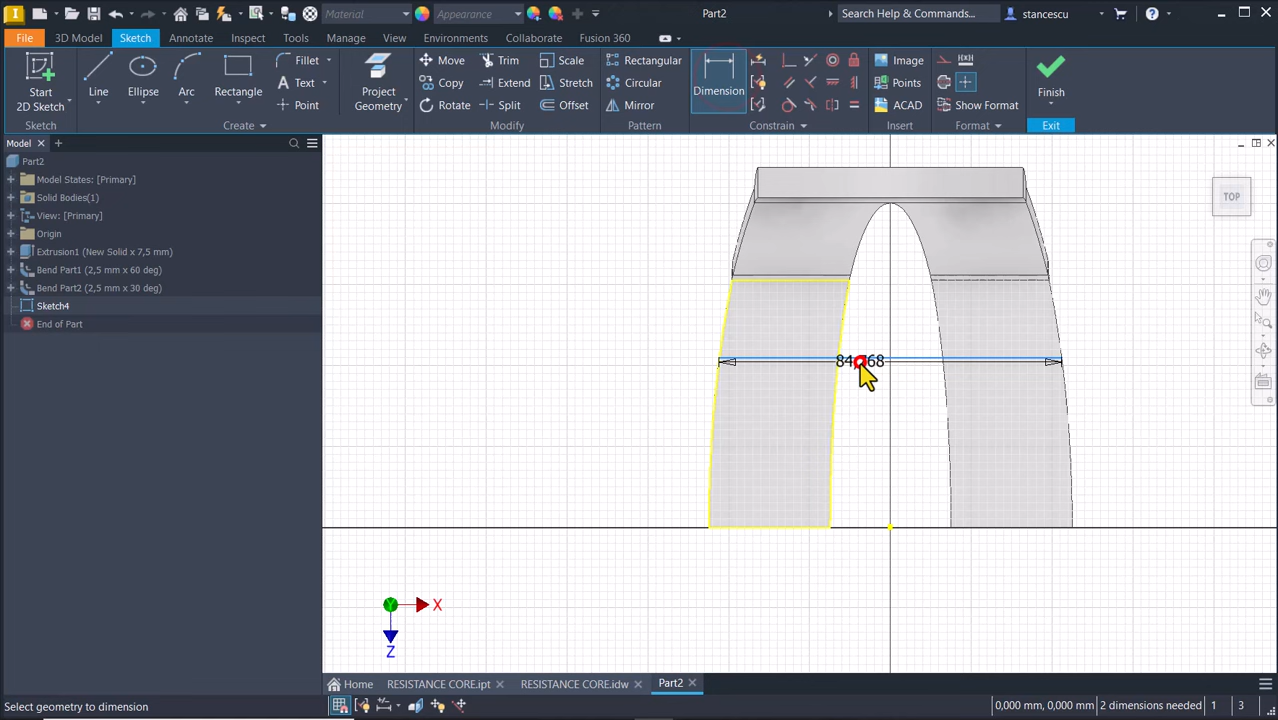 Material
Appearance
Part2
Search Help & Commands...
stancescu
File
3D Model
Sketch
Annotate
Inspect
Tools
Manage
View
Environments
Collaborate
Fusion 360
Start
2D Sketch
Line
Ellipse
Arc
Rectangle
Fillet
Text
Point
Project
Geometry
Move
Copy
Rotate
Trim
Extend
Split
Scale
Stretch
Offset
Rectangular
Circular
Mirror
Dimension
Image
Points
ACAD
Show Format
Finish
Sketch
Create
Modify
Pattern
Constrain
Insert
Format
Exit
Model
Part2
Model States: [Primary]
Solid Bodies(1)
View: [Primary]
Origin
Extrusion1 (New Solid x 7,5 mm)
Bend Part1 (2,5 mm x 60 deg)
Bend Part2 (2,5 mm x 30 deg)
Sketch4
End of Part
TOP
X
Z
Home
RESISTANCE CORE.ipt
RESISTANCE CORE.idw
Part2
Select geometry to dimension
0,000 mm, 0,000 mm
2 dimensions needed
1
3